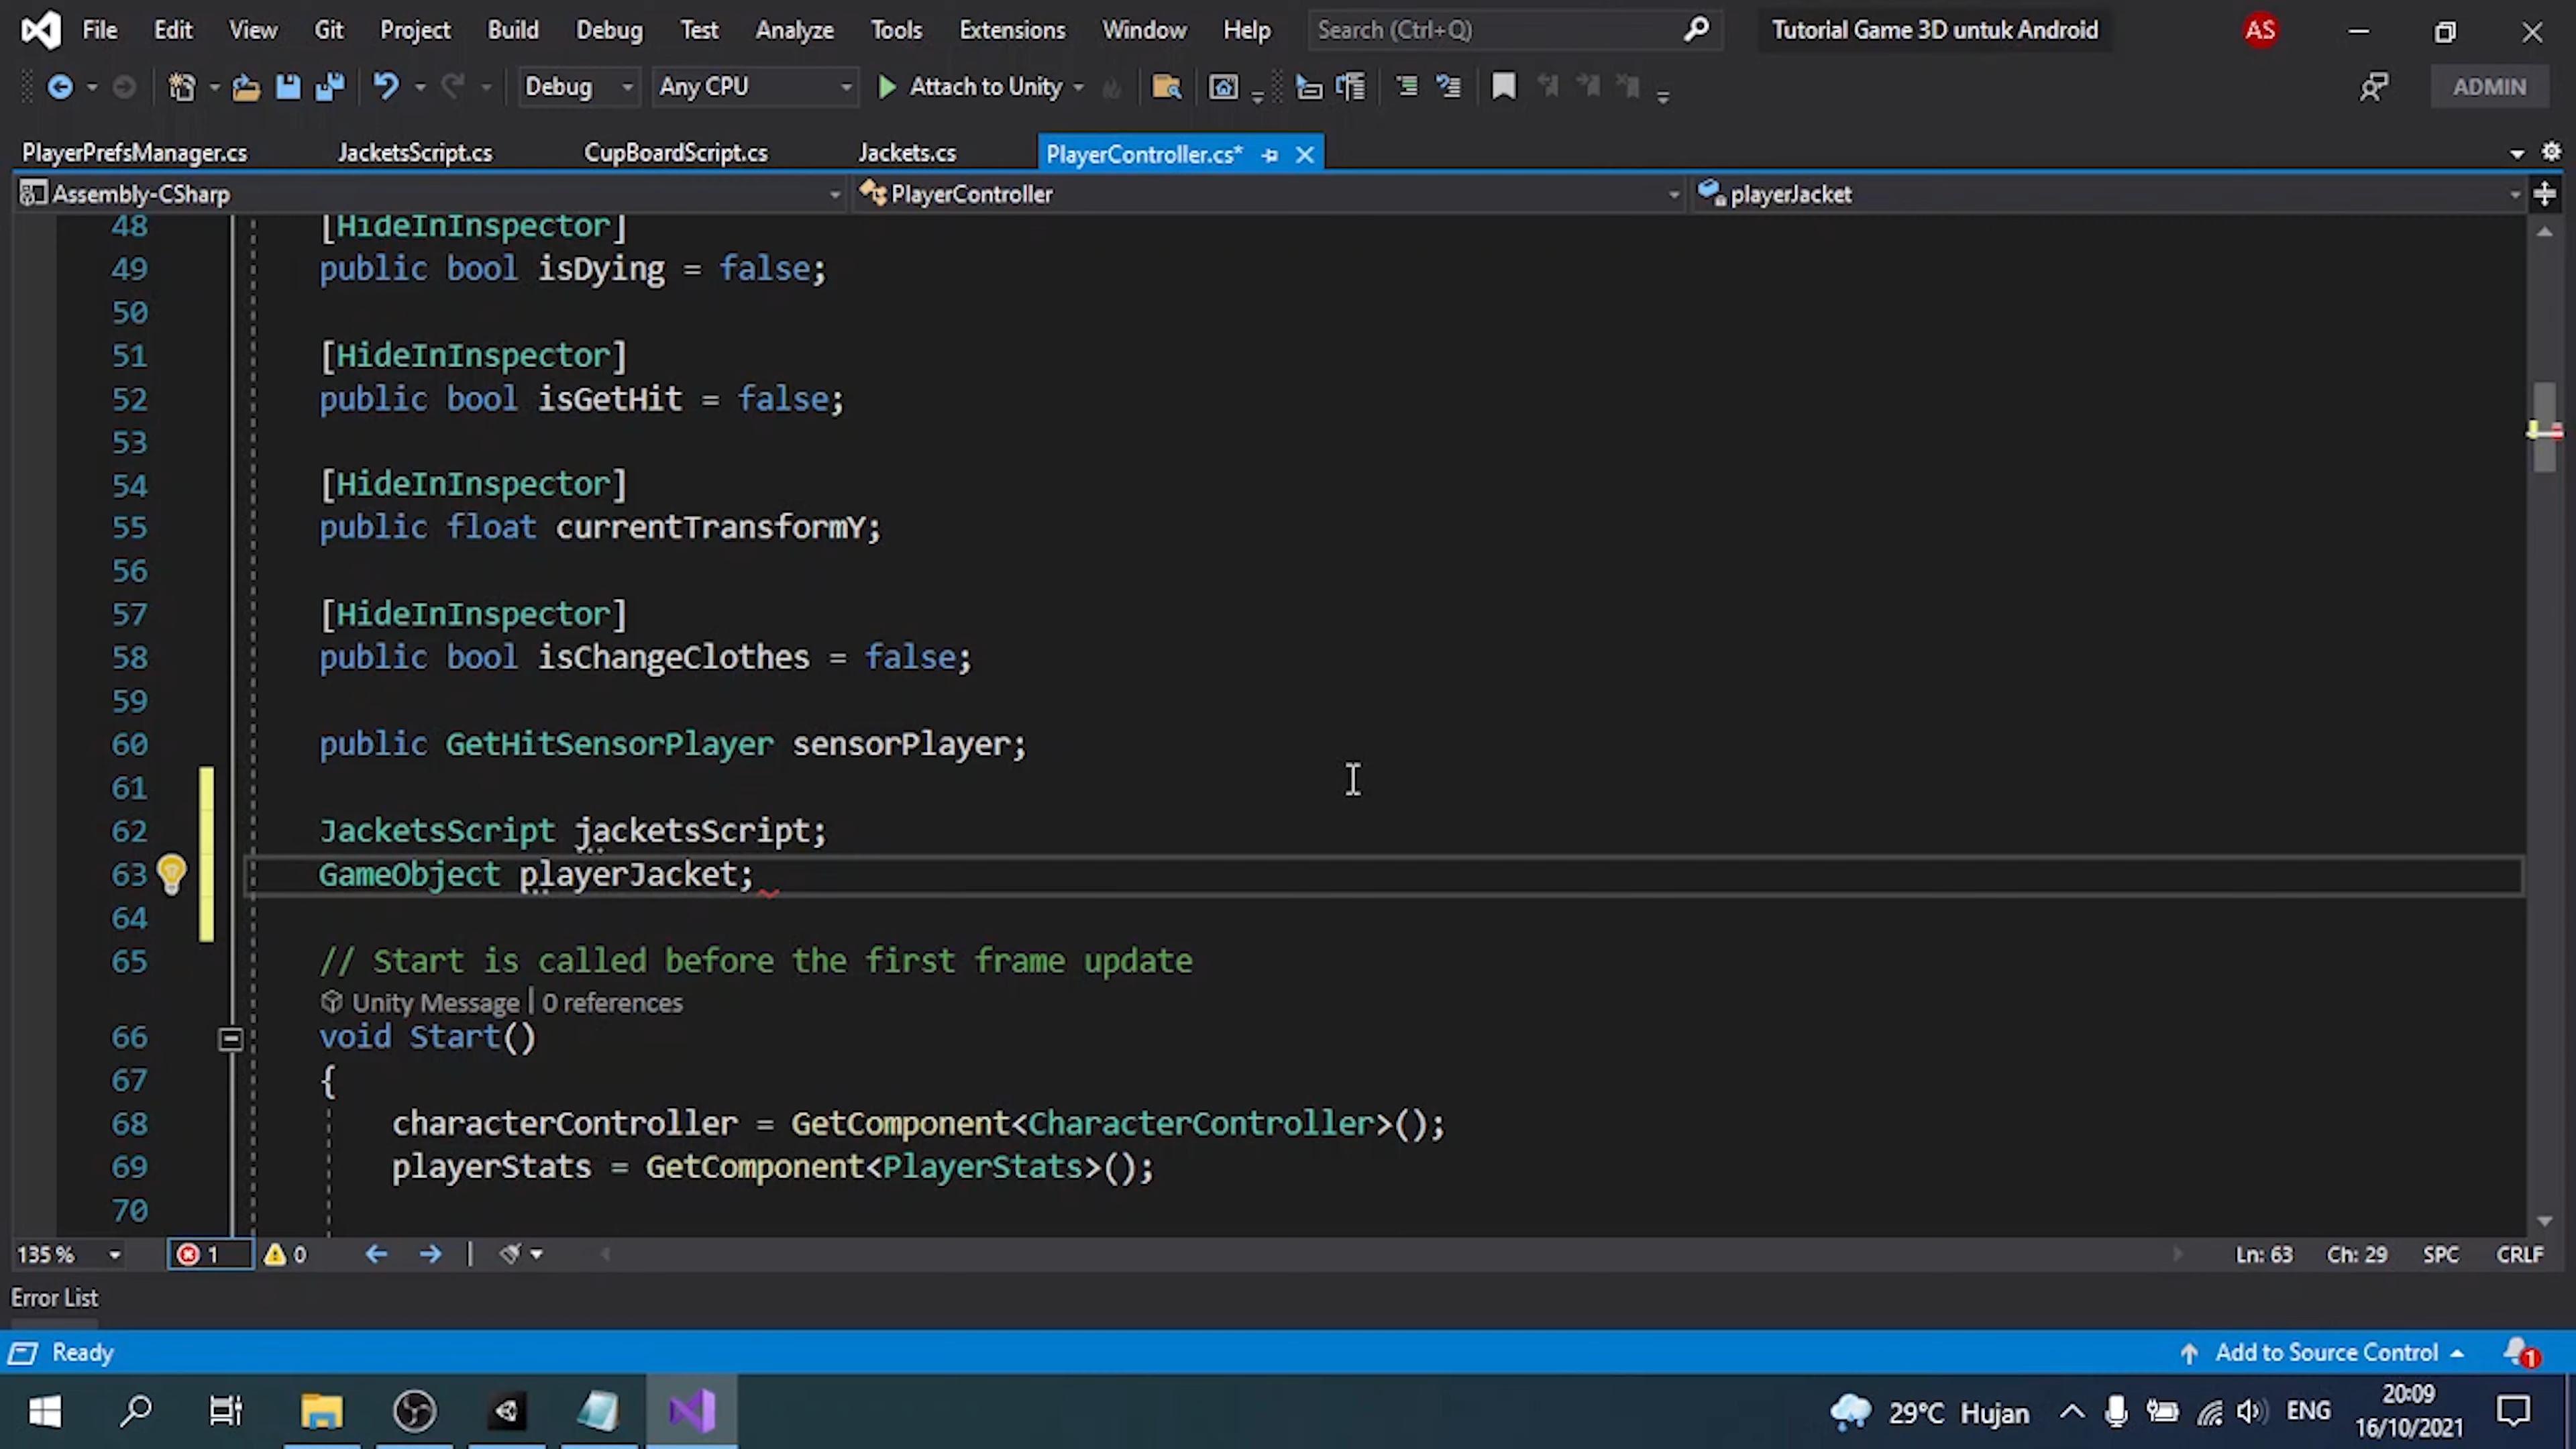 File Edit View Git Project Build Debug Test Analyze Tools Extensions Window Help Search (Ctrl+Q) Tutorial Game 3D untuk Android AS
Debug Any CPU Attach to Unity ADMIN
PlayerPrefsManager.cs JacketsScript.cs CupBoardScript.cs Jackets.cs PlayerController.cs*
Assembly-CSharp PlayerController playerJacket
48 [HideInInspector]
49 public bool isDying = false;
50
51 [HideInInspector]
52 public bool isGetHit = false;
53
54 [HideInInspector]
55 public float currentTransformY;
56
57 [HideInInspector]
58 public bool isChangeClothes = false;
59
60 public GetHitSensorPlayer sensorPlayer;
61
62 JacketsScript jacketsScript;
63 GameObject playerJacket;
64
65 // Start is called before the first frame update
Unity Message | 0 references
66 void Start()
67 {
68 characterController = GetComponent<CharacterController>();
69 playerStats = GetComponent<PlayerStats>();
70
135 % 1 0 Ln: 63 Ch: 29 SPC CRLF
Error List
Ready Add to Source Control 1
29°C Hujan ENG 20:09
16/10/2021